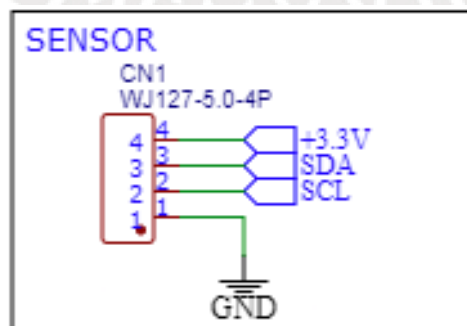 SENSOR
CN1
WJ127-5.0-4P
4 4 +3.3V
3 3 SDA
2 2 SCL
1 1
GND